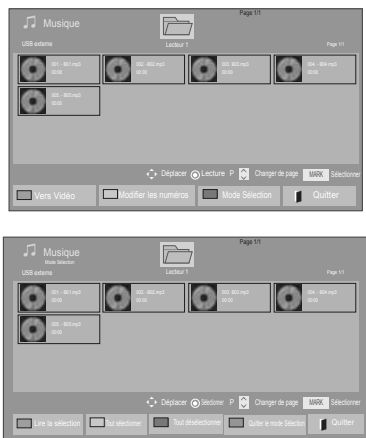 Page 1/1
Musique
USB externe
Lecteur 1
Page 1/1
001. - B01.mp3
00:00
002. -B02.mp3
00:00
003. B03.mp3
00:00
004. - B04.mp3
00:00
005. - B05.mp3
00:00
Déplacer Lecture P Changer de page MARK Sélectionner
Vers Vidéo Modifier les numéros Mode Sélection Quitter
Page 1/1
Musique
Mode Sélection
USB externe
Lecteur 1
Page 1/1
001. - B01.mp3
00:00
002. -B02.mp3
00:00
003. B03.mp3
00:00
004. - B04.mp3
00:00
005. - B05.mp3
00:00
Déplacer Sélectionner P Changer de page MARK Sélectionner
Lire la sélection Tout sélectionner Tout désélectionner Quitter le mode Sélection Quitter